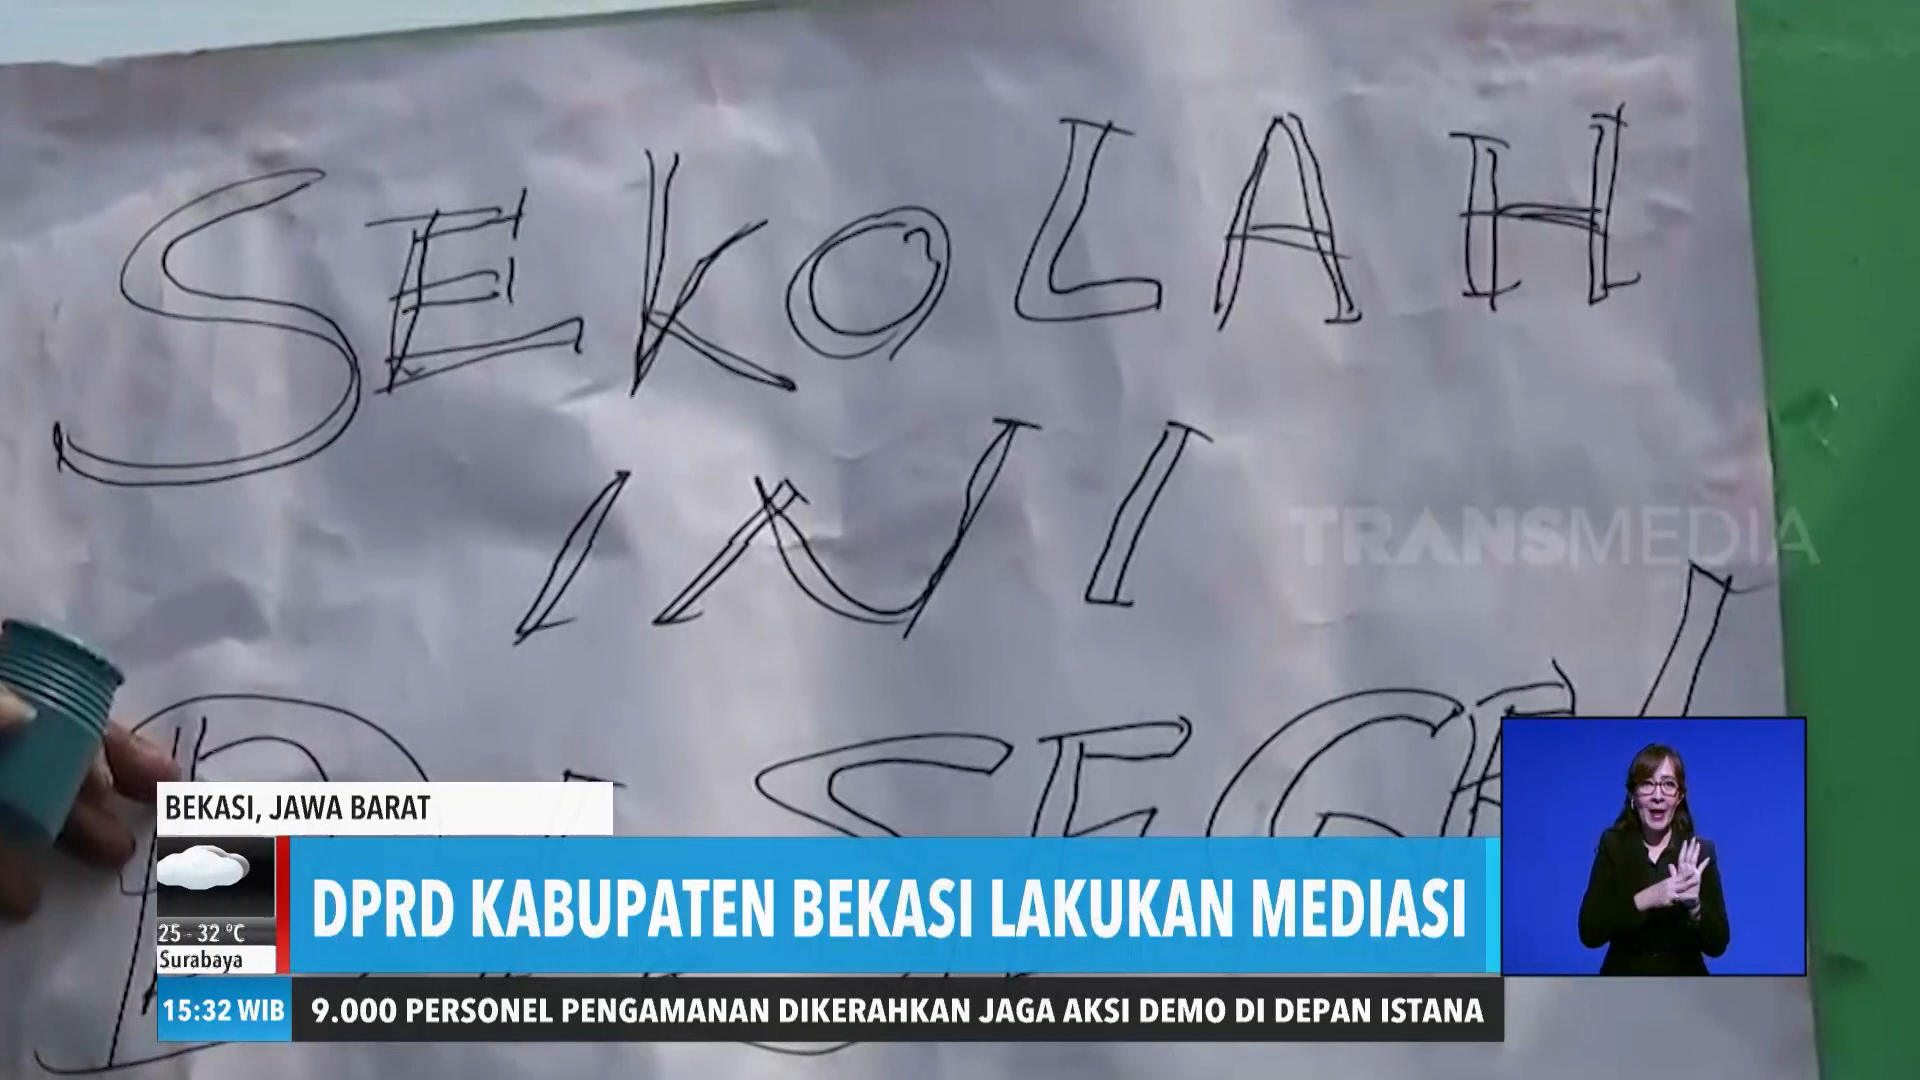 SEKOLAH
INI
TRANSMEDIA
BEKASI, JAWA BARAT
DPRD KABUPATEN BEKASI LAKUKAN MEDIASI
25 - 32 °C
Surabaya
15:32 WIB
9.000 PERSONEL PENGAMANAN DIKERAHKAN JAGA AKSI DEMO DI DEPAN ISTANA